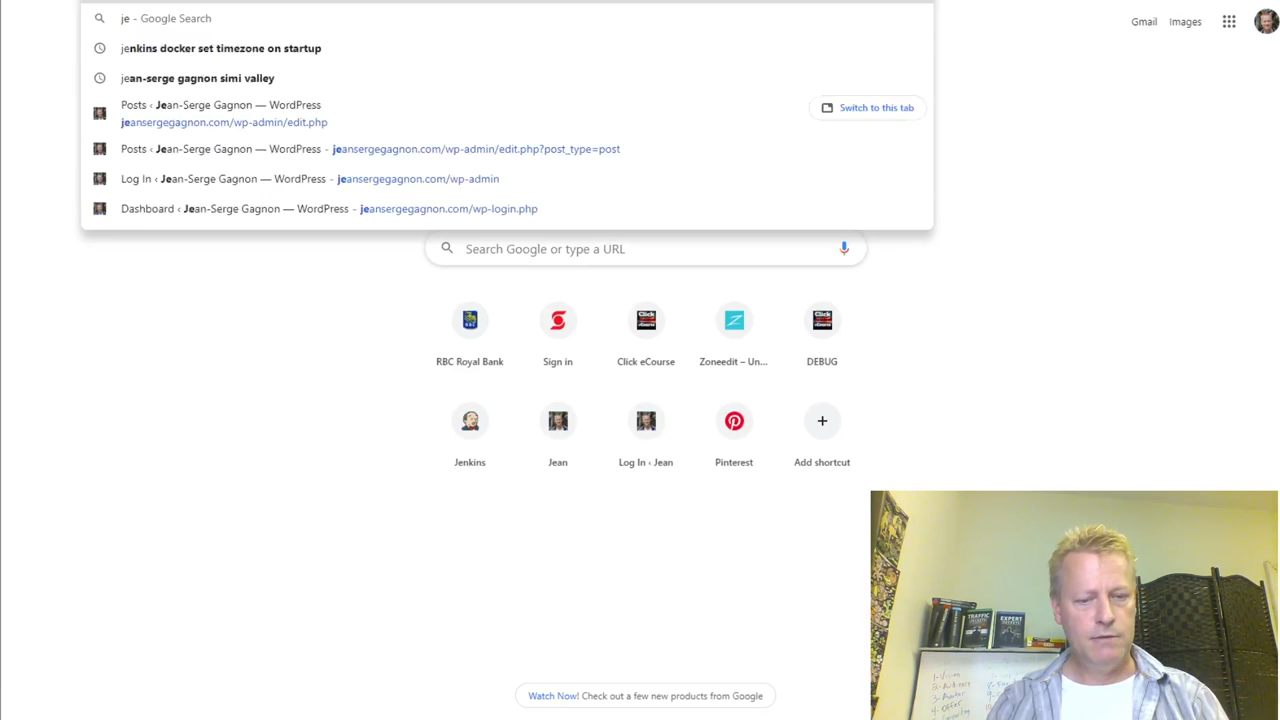 je - Google Search
Gmail Images
jenkins docker set timezone on startup
jean-serge gagnon simi valley
Posts ‹ Jean-Serge Gagnon — WordPress
jeansergegagnon.com/wp-admin/edit.php
Switch to this tab
Posts ‹ Jean-Serge Gagnon — WordPress - jeansergegagnon.com/wp-admin/edit.php?post_type=post
Log In ‹ Jean-Serge Gagnon — WordPress - jeansergegagnon.com/wp-admin
Dashboard ‹ Jean-Serge Gagnon — WordPress - jeansergegagnon.com/wp-login.php
Search Google or type a URL
RBC Royal Bank
Sign in
Click eCourse
Zoneedit – Un...
DEBUG
Jenkins
Jean
Log In ‹ Jean
Pinterest
Add shortcut
TRAFFIC
EXPERT
Watch Now! Check out a few new products from Google